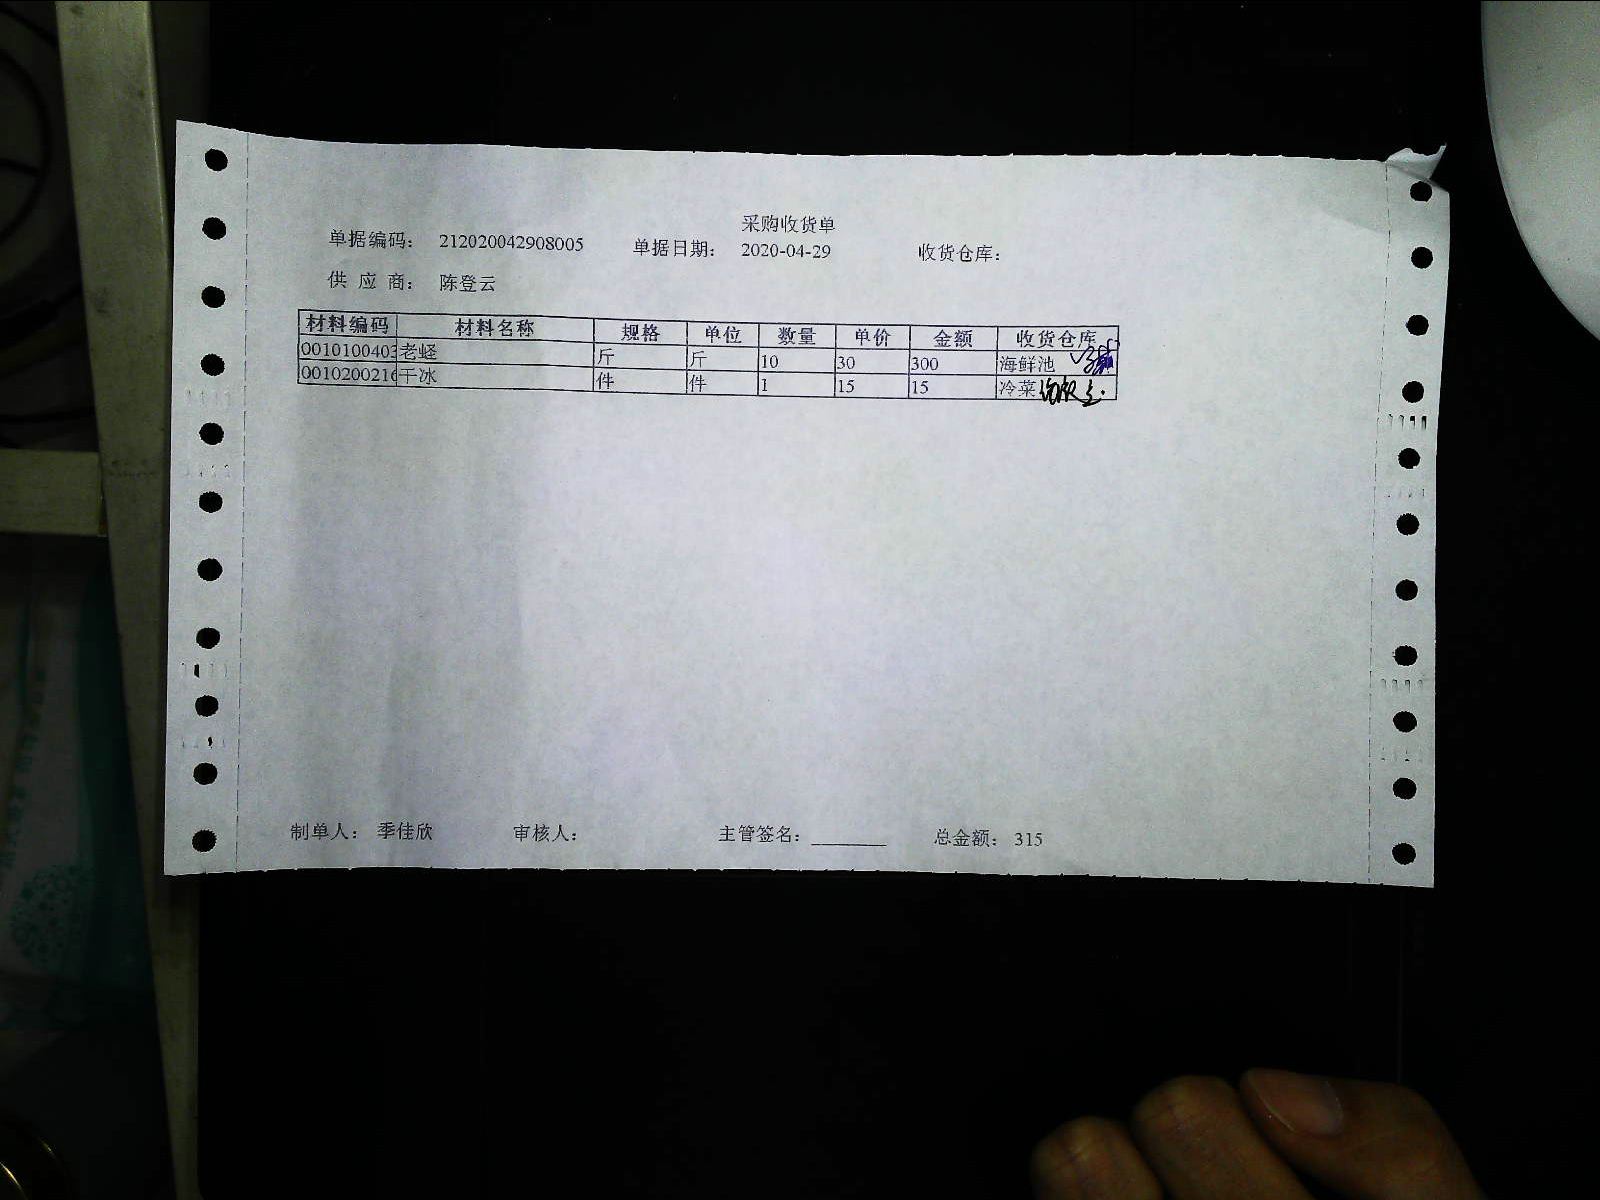 采购收货单
单据编码： 212020042908005 单据日期： 2020-04-29 收货仓库：
供 应 商： 陈登云
材料编码 材料名称 规格 单位 数量 单价 金额 收货仓库
0010100403 老蛏 斤 斤 10 30 300 海鲜池
0010200216 干冰 件 件 1 15 15 冷菜
制单人： 季佳欣 审核人： 主管签名： 总金额： 315